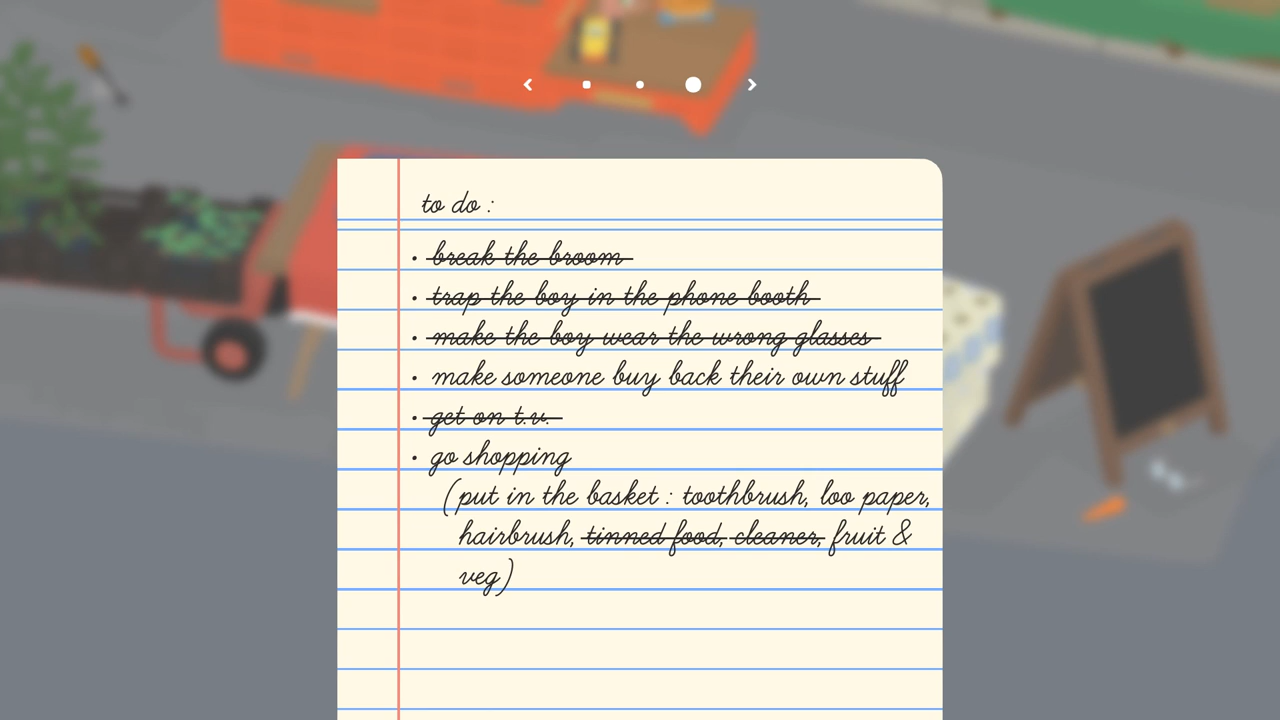 to do :
• break the broom
• trap the boy in the phone booth
• make the boy wear the wrong glasses
• make someone buy back their own stuff
• get on t.v.
• go shopping
(put in the basket : toothbrush, loo paper,
hairbrush, tinned food, cleaner, fruit &
veg)